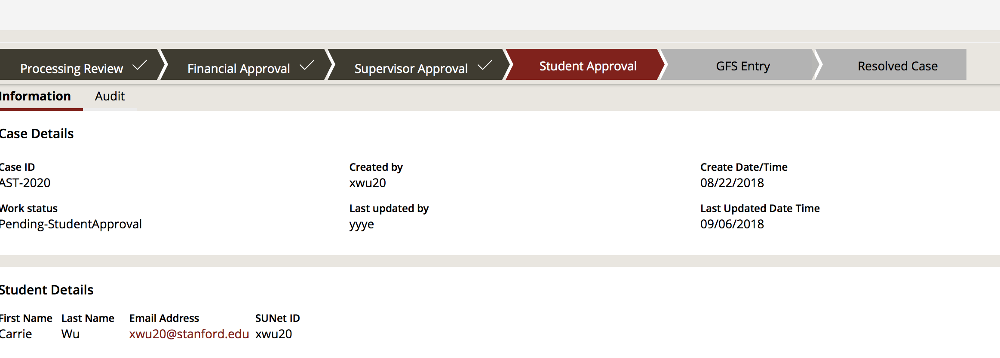 Processing Review Financial Approval Supervisor Approval Student Approval GFS Entry Resolved Case
Information Audit
Case Details
Case ID Created by Create Date/Time
AST-2020 xwu20 08/22/2018
Work status Last updated by Last Updated Date Time
Pending-StudentApproval yyye 09/06/2018
Student Details
First Name Last Name Email Address SUNet ID
Carrie Wu xwu20@stanford.edu xwu20